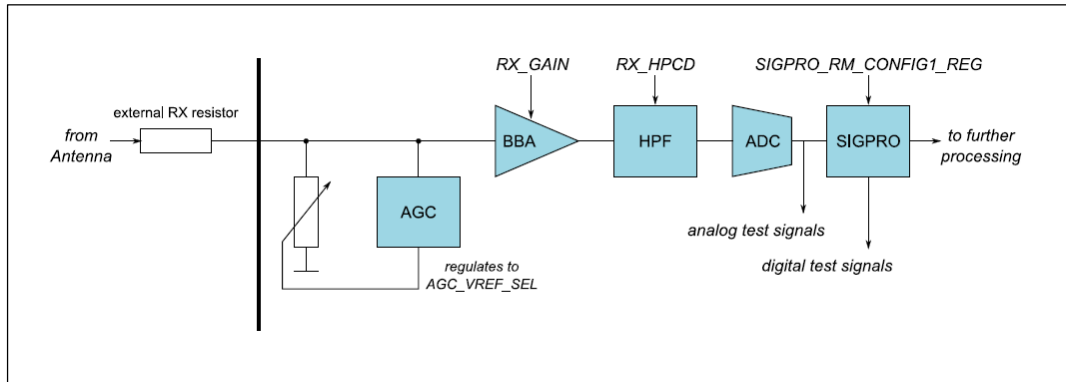 RX_GAIN
RX_HPCD
SIGPRO_RM_CONFIG1_REG
external RX resistor
from
Antenna
BBA
HPF
ADC
SIGPRO
to further
processing
AGC
analog test signals
regulates to
AGC_VREF_SEL
digital test signals